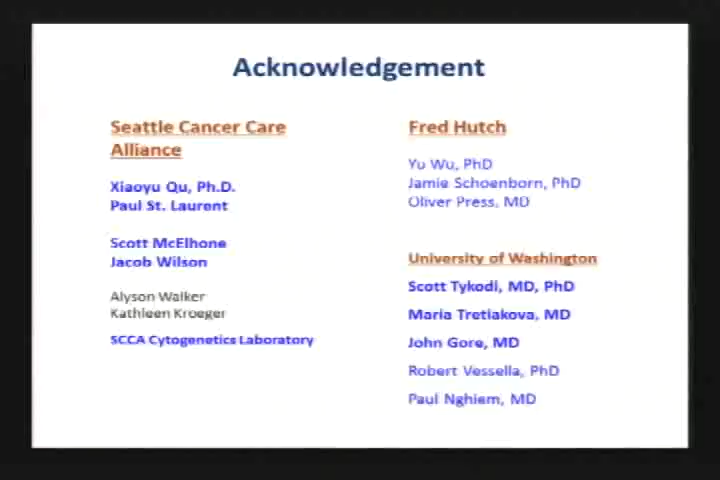 Acknowledgement
Seattle Cancer Care
Alliance
Xiaoyu Qu, Ph.D.
Paul St. Laurent
Scott McElhone
Jacob Wilson
Alyson Walker
Kathleen Kroeger
SCCA Cytogenetics Laboratory
Fred Hutch
Yu Wu, PhD
Jamie Schoenborn, PhD
Oliver Press, MD
University of Washington
Scott Tykodi, MD, PhD
Maria Tretiakova, MD
John Gore, MD
Robert Vessella, PhD
Paul Nghiem, MD